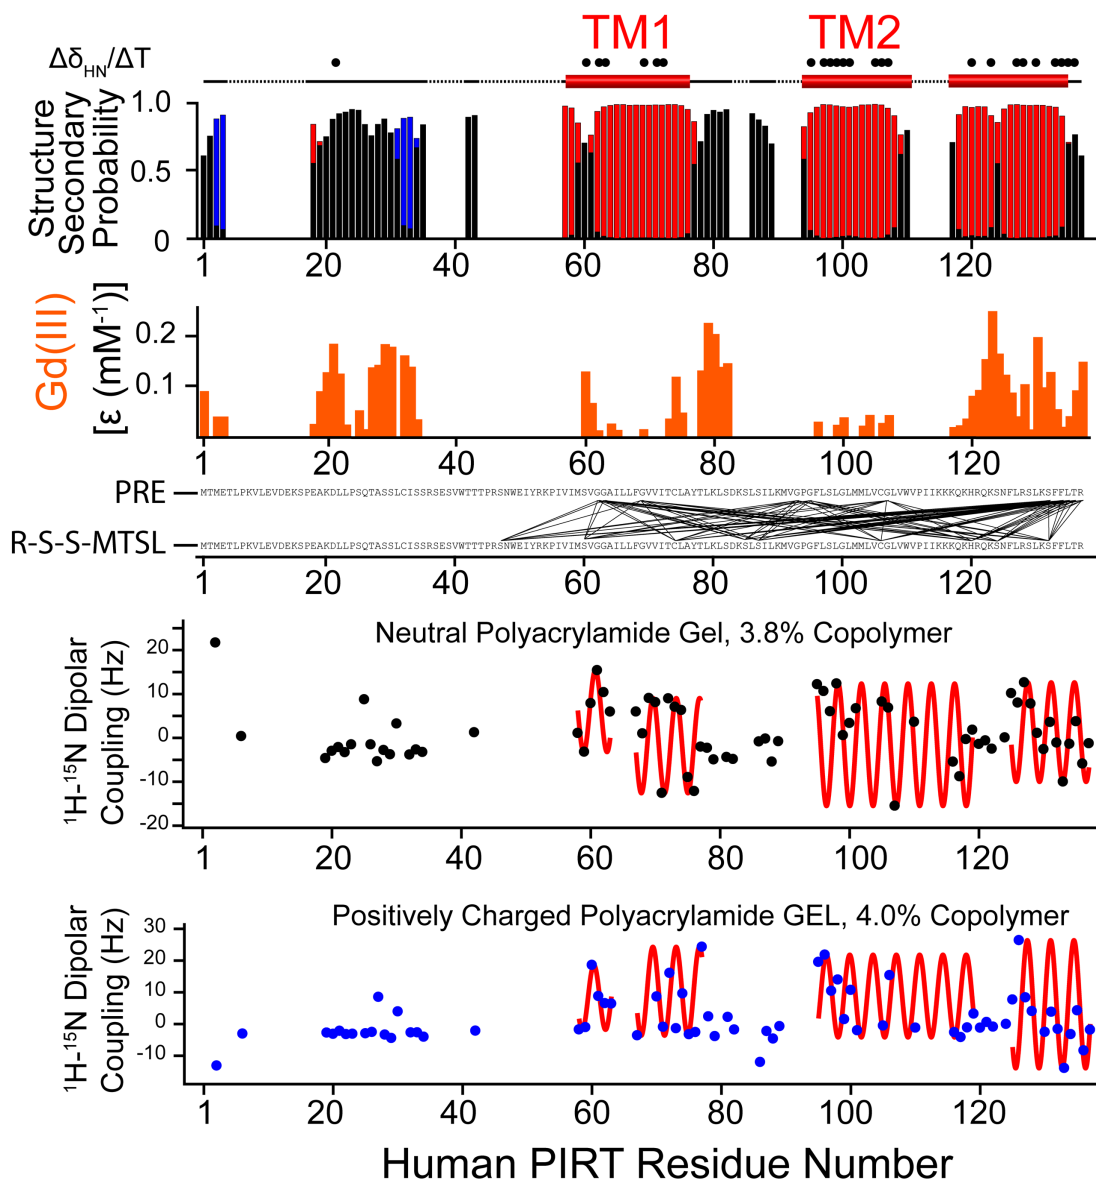 TM1 TM2
ΔδHN/ΔT
Structure
Secondary
Probability
1.0
0.5
0
1 20 40 60 80 100 120
Gd(III)
[ε (mM⁻¹)]
0.2
0.1
1 20 40 60 80 100 120
PRE MTMETLPKVLEVDEKSPEAKDLLPSQTASSLCISSRSESVWTTTPRSNWEIYRKPIVIMSVGGAILLFGVVITCLAYTLKLSDKSLSILKMVGPGFLSLGLMMLVCGLVWVPIIKKKQKHRQKSNFLRSLKSFFLTR
R-S-S-MTSL MTMETLPKVLEVDEKSPEAKDLLPSQTASSLCISSRSESVWTTTPRSNWEIYRKPIVIMSVGGAILLFGVVITCLAYTLKLSDKSLSILKMVGPGFLSLGLMMLVCGLVWVPIIKKKQKHRQKSNFLRSLKSFFLTR
1 20 40 60 80 100 120
Neutral Polyacrylamide Gel, 3.8% Copolymer
¹H-¹⁵N Dipolar
Coupling (Hz)
20
10
0
-10
-20
1 20 40 60 80 100 120
Positively Charged Polyacrylamide GEL, 4.0% Copolymer
¹H-¹⁵N Dipolar
Coupling (Hz)
30
20
10
0
-10
1 20 40 60 80 100 120
Human PIRT Residue Number